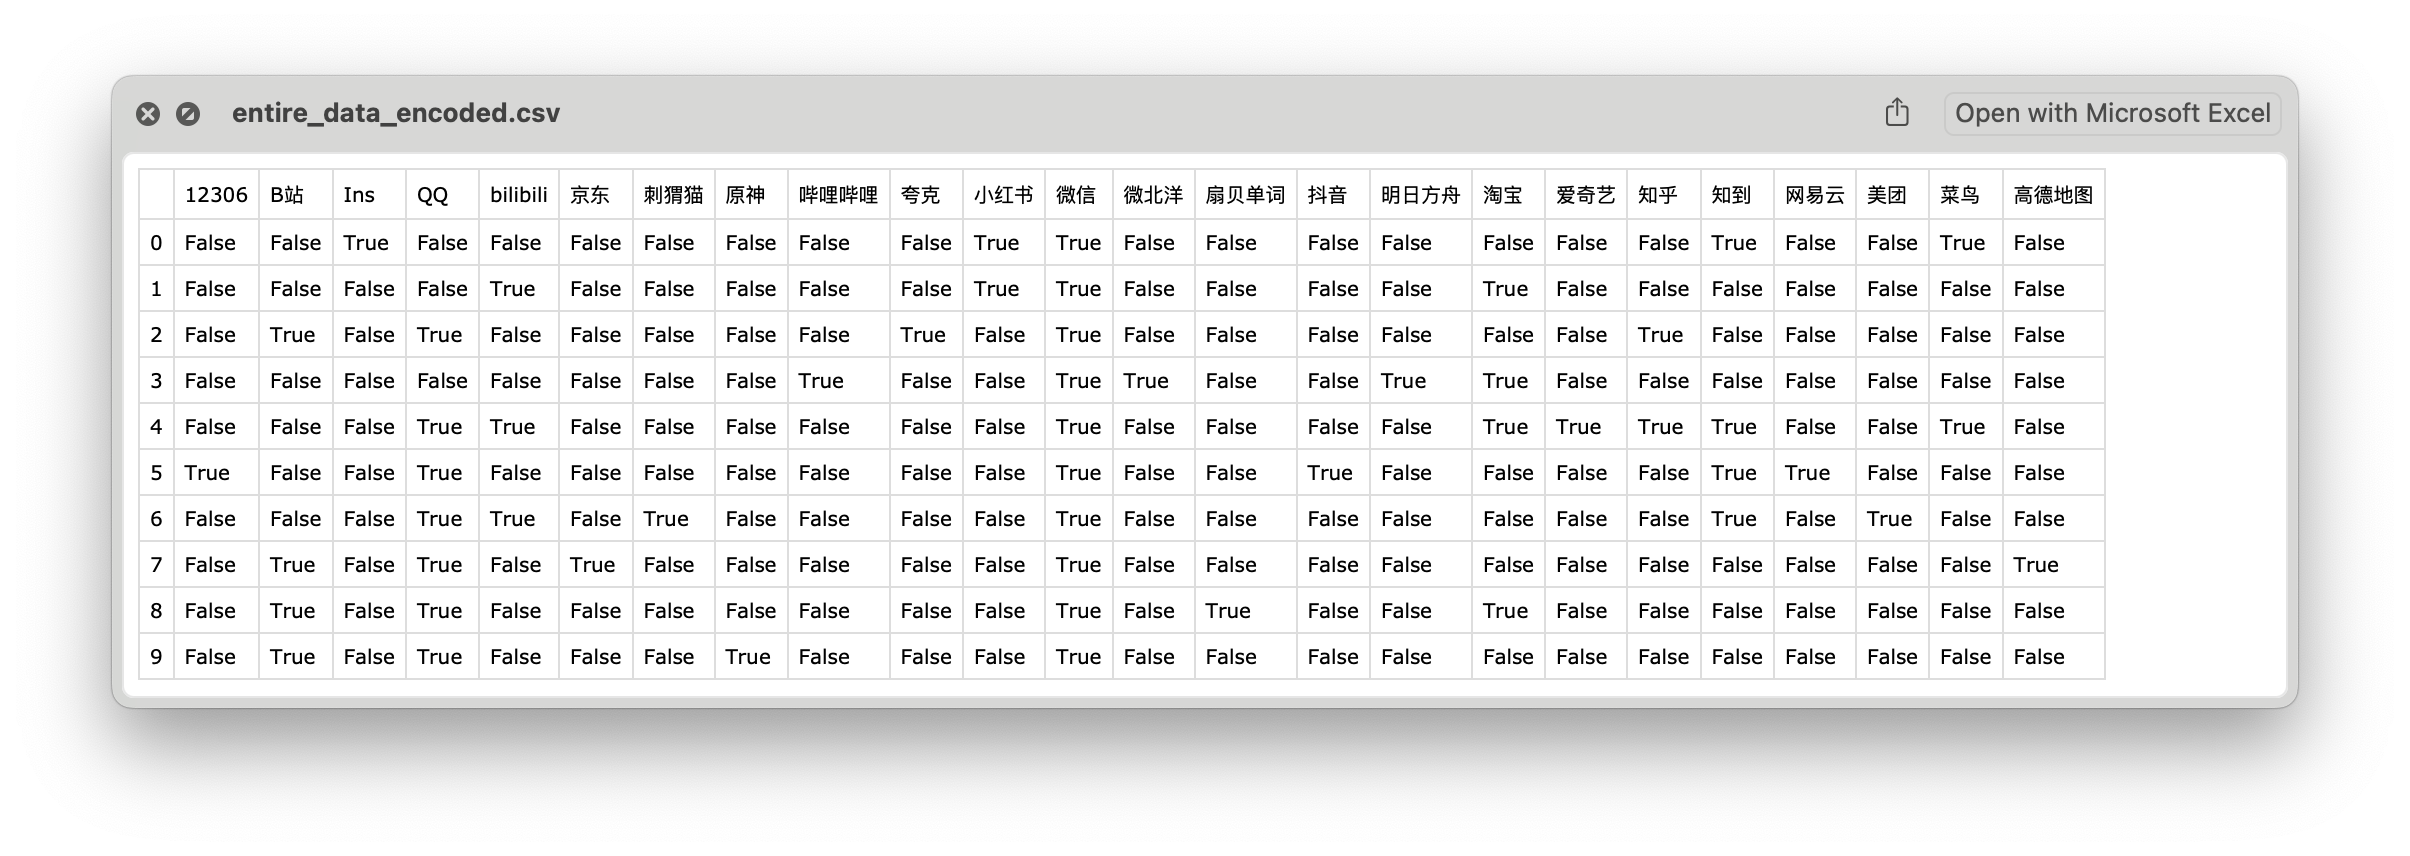 entire_data_encoded.csv Open with Microsoft Excel
12306 B站 Ins QQ bilibili 京东 刺猬猫 原神 哔哩哔哩 夸克 小红书 微信 微北洋 扇贝单词 抖音 明日方舟 淘宝 爱奇艺 知乎 知到 网易云 美团 菜鸟 高德地图
0 False False True False False False False False False False True True False False False False False False False True False False True False
1 False False False False True False False False False False True True False False False False True False False False False False False False
2 False True False True False False False False False True False True False False False False False False True False False False False False
3 False False False False False False False False True False False True True False False True True False False False False False False False
4 False False False True True False False False False False False True False False False False True True True True False False True False
5 True False False True False False False False False False False True False False True False False False False True True False False False
6 False False False True True False True False False False False True False False False False False False False True False True False False
7 False True False True False True False False False False False True False False False False False False False False False False False True
8 False True False True False False False False False False False True False True False False True False False False False False False False
9 False True False True False False False True False False False True False False False False False False False False False False False False